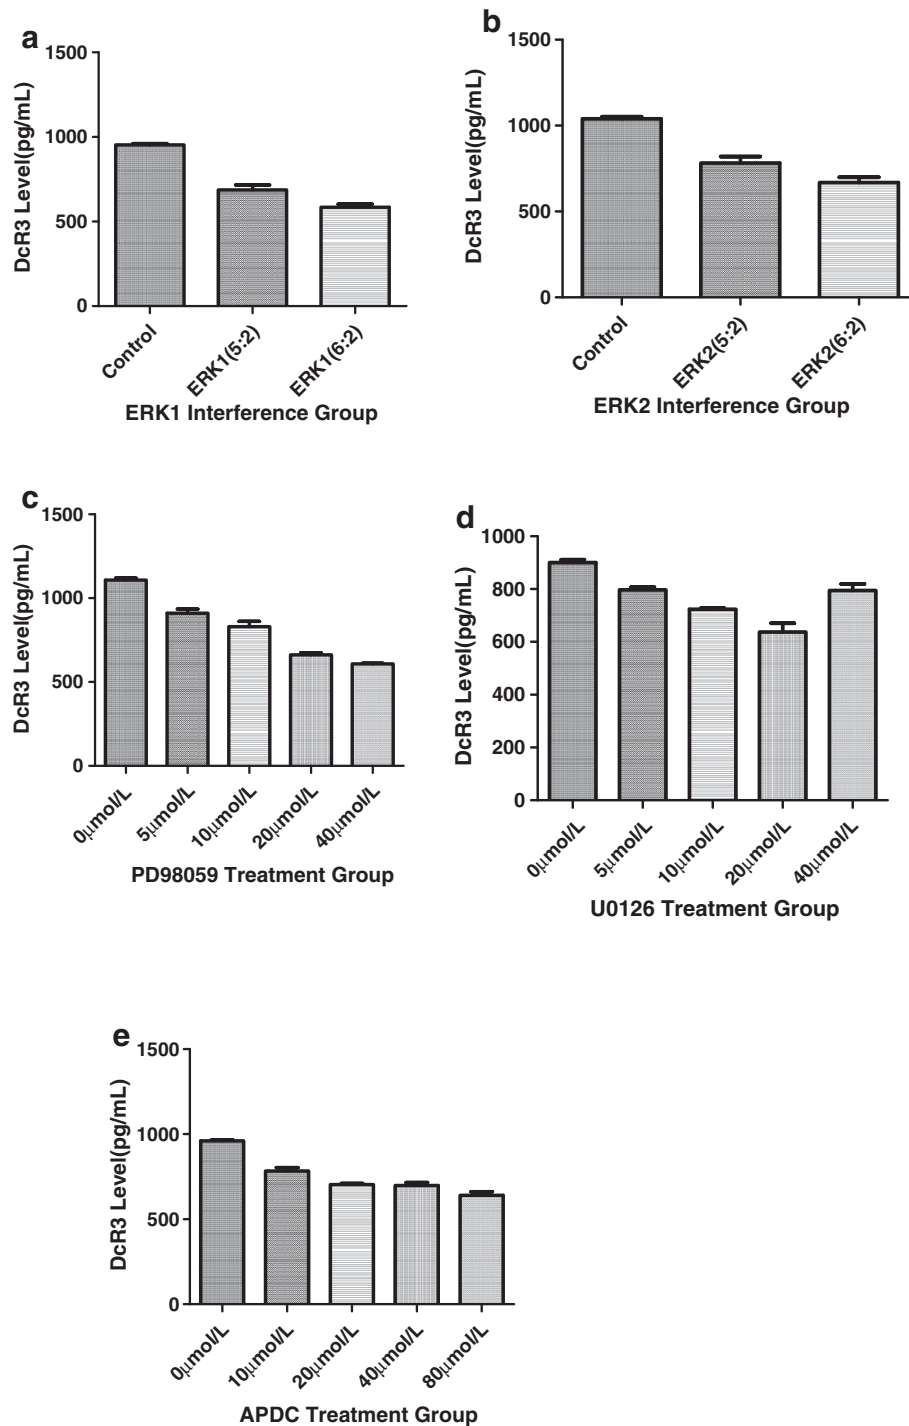 a
1500
1000
500
0
DcR3 Level(pg/mL)
Control
ERK1(5:2)
ERK1(6:2)
ERK1 Interference Group
b
1500
1000
500
0
DcR3 Level(pg/mL)
Control
ERK2(5:2)
ERK2(6:2)
ERK2 Interference Group
c
1500
1000
500
0
DcR3 Level(pg/mL)
0μmol/L
5μmol/L
10μmol/L
20μmol/L
40μmol/L
PD98059 Treatment Group
d
1000
800
600
400
200
0
DcR3 Level(pg/mL)
0μmol/L
5μmol/L
10μmol/L
20μmol/L
40μmol/L
U0126 Treatment Group
e
1500
1000
500
0
DcR3 Level(pg/mL)
0μmol/L
10μmol/L
20μmol/L
40μmol/L
80μmol/L
APDC Treatment Group